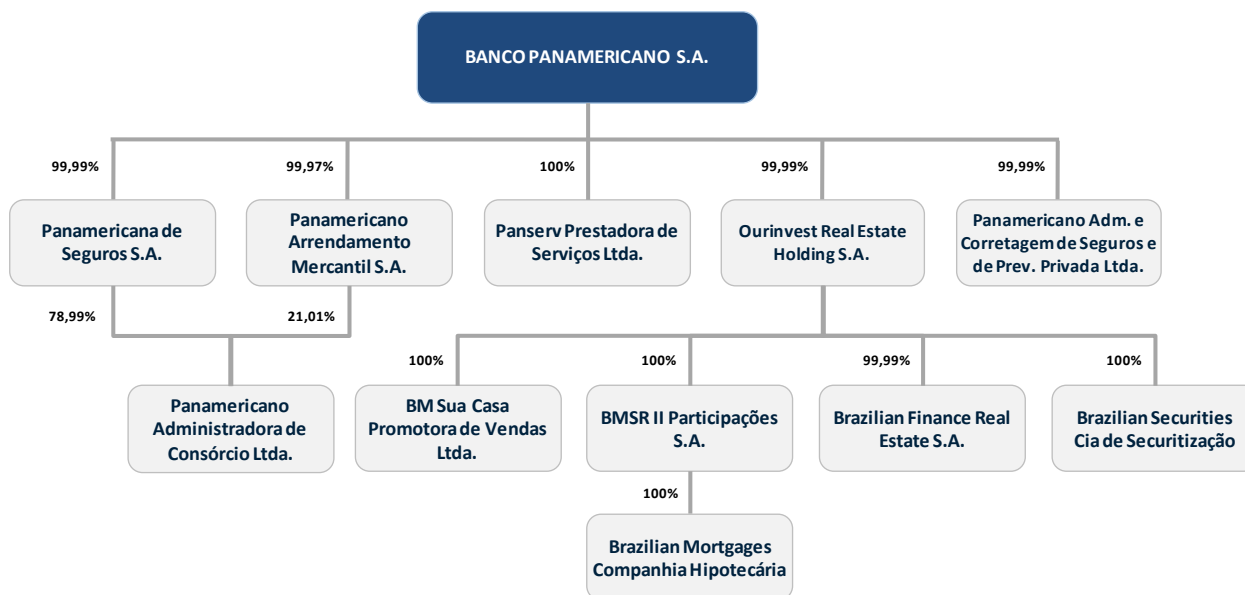 BANCO PANAMERICANO S.A.
99,99%
99,97%
100%
99,99%
99,99%
Panamericana de
Seguros S.A.
Panamericano
Arrendamento
Mercantil S.A.
Panserv Prestadora de
Serviços Ltda.
Ourinvest Real Estate
Holding S.A.
Panamericano Adm. e
Corretagem de Seguros e
de Prev. Privada Ltda.
78,99%
21,01%
100%
100%
99,99%
100%
Panamericano
Administradora de
Consórcio Ltda.
BM Sua Casa
Promotora de Vendas
Ltda.
BMSR II Participações
S.A.
Brazilian Finance Real
Estate S.A.
Brazilian Securities
Cia de Securitização
100%
Brazilian Mortgages
Companhia Hipotecária